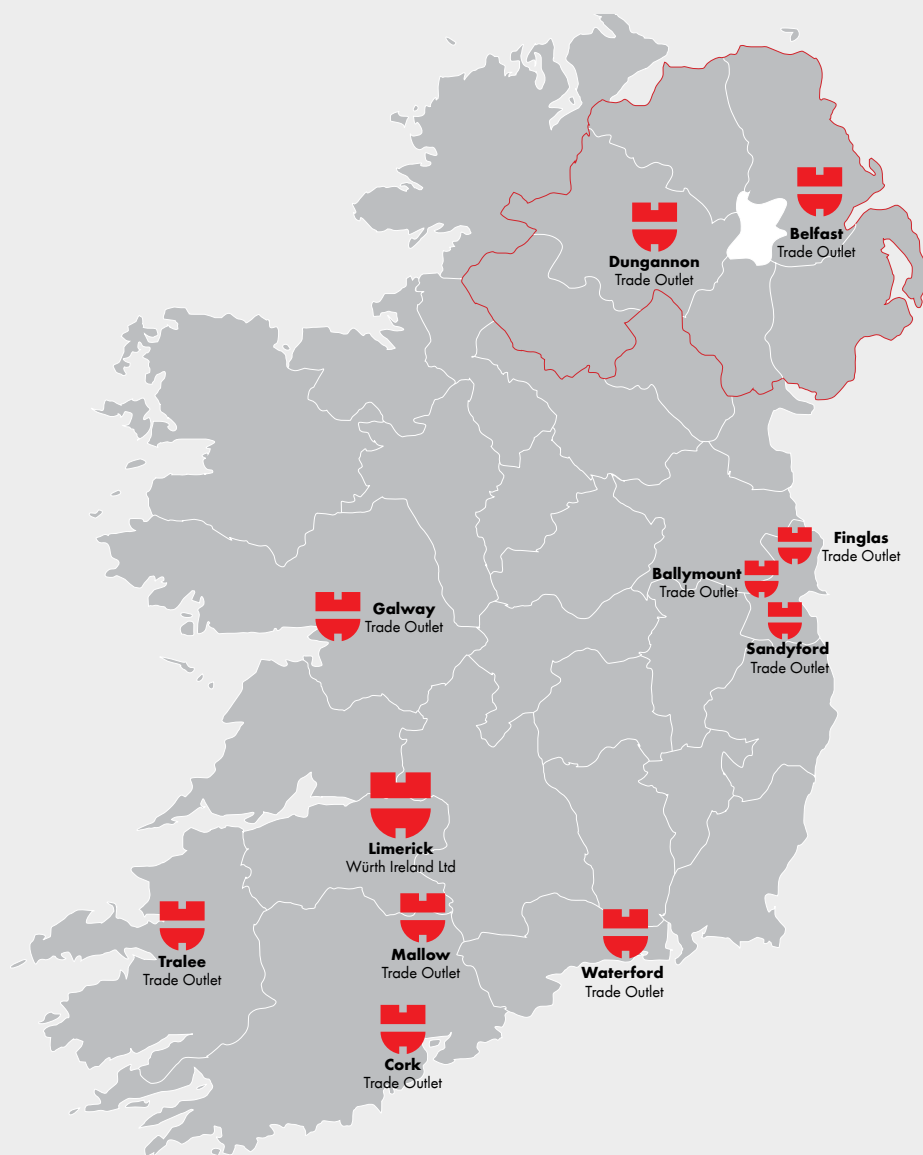 Belfast
Trade Outlet
Dungannon
Trade Outlet
Finglas
Trade Outlet
Ballymount
Trade Outlet
Galway
Trade Outlet
Sandyford
Trade Outlet
Limerick
Würth Ireland Ltd
Tralee
Trade Outlet
Mallow
Trade Outlet
Waterford
Trade Outlet
Cork
Trade Outlet